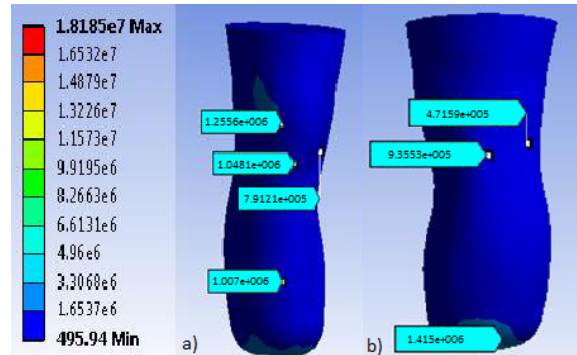 1.8185e7 Max
1.6532e7
1.4879e7
1.3226e7
1.1573e7
9.9195e6
8.2663e6
6.6131e6
4.96e6
3.3068e6
1.6537e6
495.94 Min
1.2556e+006
1.0481e+006
7.9121e+005
1.007e+006
a)
4.7159e+005
9.3553e+005
1.415e+006
b)